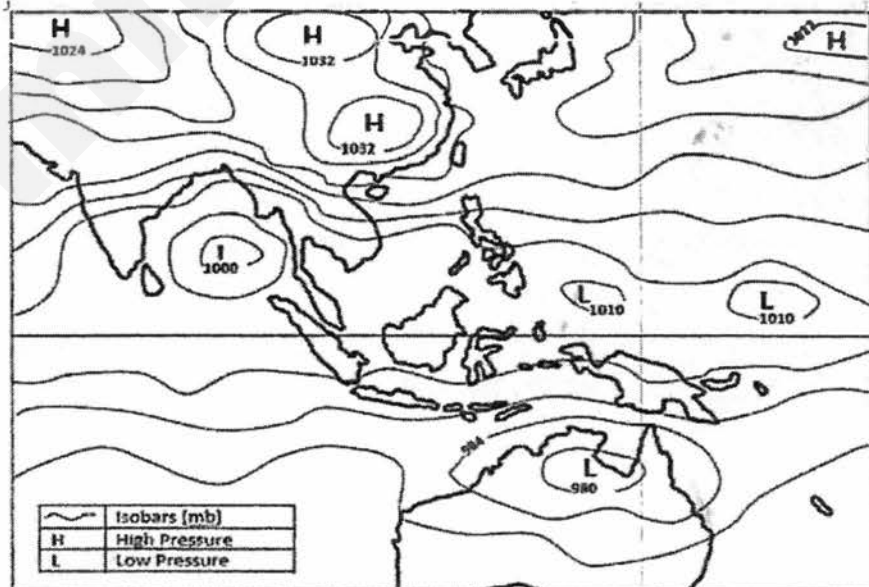 H
1024
H
1032
H
H
1032
1000
L
1010
L
1010
984
L
980
Isobars (mb)
H High Pressure
L Low Pressure